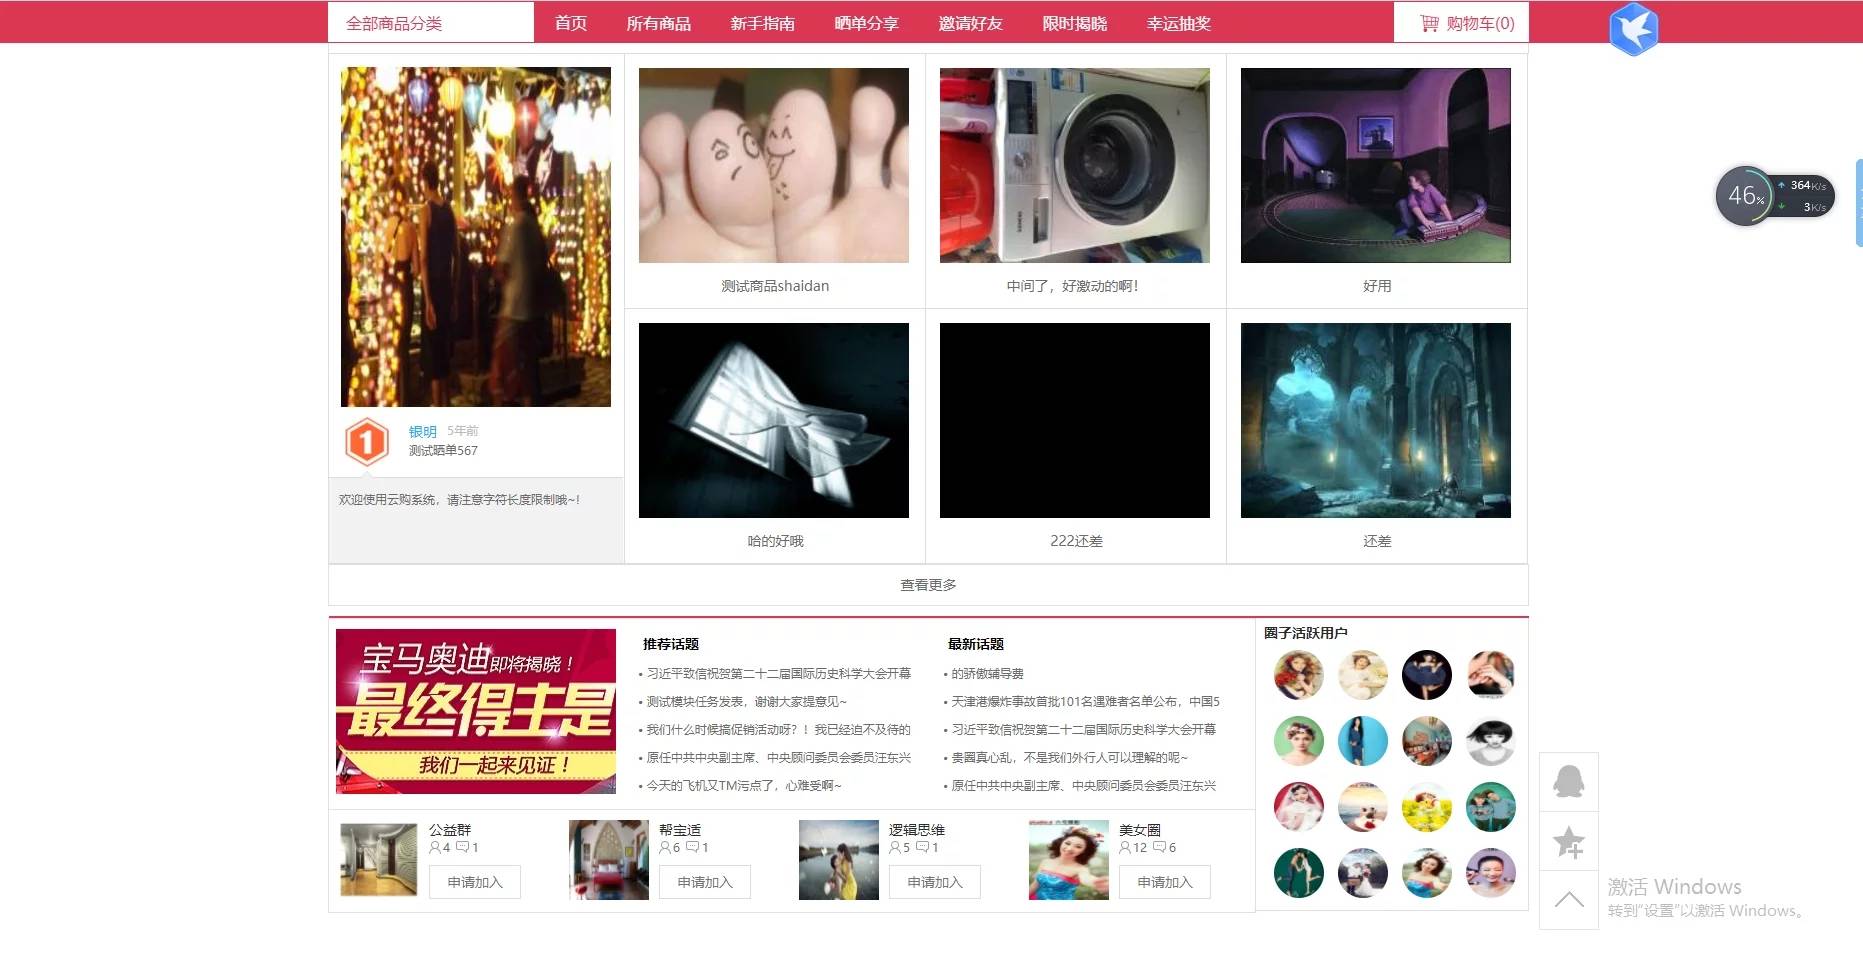 全部商品分类 首页 所有商品 新手指南 晒单分享 邀请好友 限时揭晓 幸运抽奖 购物车(0)
46%
364K/s
3K/s
测试商品shaidan
中间了，好激动的啊！
好用
1
银明 5年前
测试晒单567
欢迎使用云购系统，请注意字符长度限制哦~!
哈的好哦
222还差
还差
查看更多
宝马奥迪即将揭晓！
最终得主是
我们一起来见证！
推荐话题
• 习近平致信祝贺第二十二届国际历史科学大会开幕
• 测试模块任务发表，谢谢大家提意见~
• 我们什么时候搞促销活动呀？！我已经迫不及待的
• 原任中共中央副主席、中央顾问委员会委员汪东兴
• 今天的飞机又TM污点了，心难受啊~
最新话题
• 的骄傲辅导费
• 天津港爆炸事故首批101名遇难者名单公布，中国5
• 习近平致信祝贺第二十二届国际历史科学大会开幕
• 贵圈真心乱，不是我们外行人可以理解的呢~
• 原任中共中央副主席、中央顾问委员会委员汪东兴
圈子活跃用户
公益群
4 1
申请加入
帮宝适
6 1
申请加入
逻辑思维
5 1
申请加入
美女圈
12 6
申请加入
激活 Windows
转到"设置"以激活 Windows。